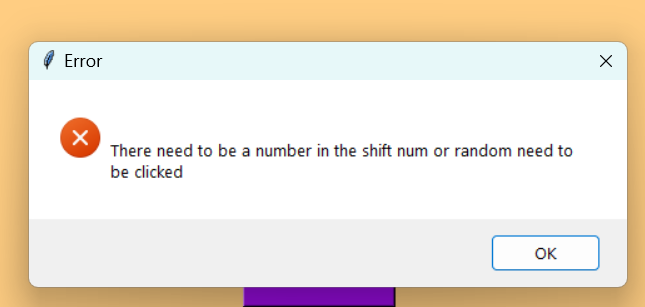 Error
There need to be a number in the shift num or random need to
be clicked
OK